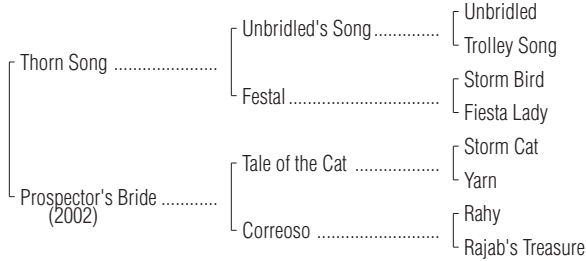 Unbridled
Unbridled's Song..............
Trolley Song
Thorn Song ......................
Storm Bird
Festal................................
Fiesta Lady
Storm Cat
Tale of the Cat ..................
Yarn
Prospector's Bride ............
(2002)
Rahy
Correoso ..........................
Rajab's Treasure